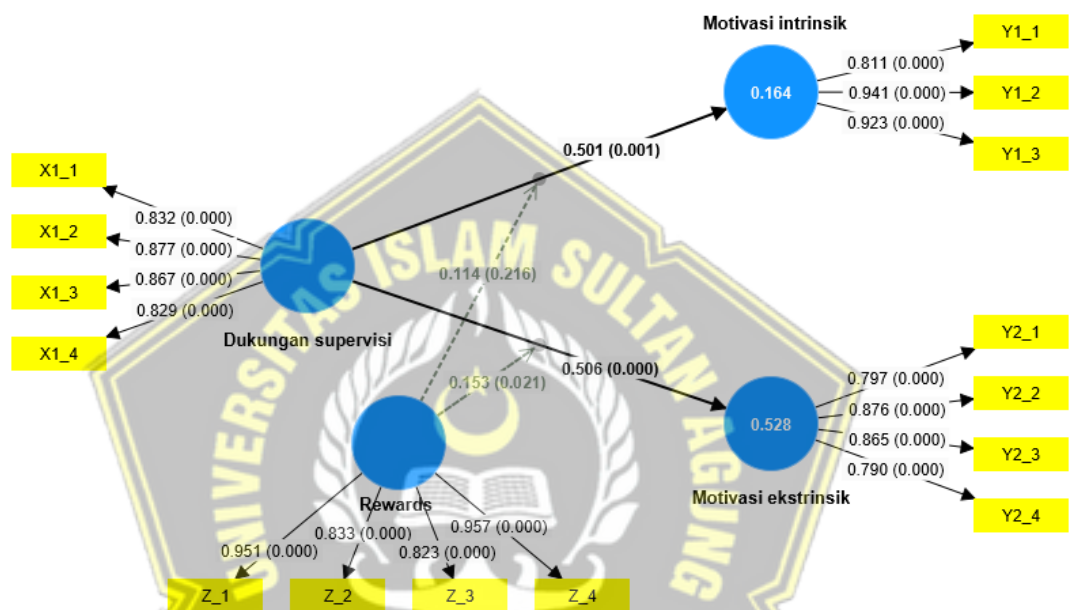 Motivasi intrinsik
0.164
Y1_1
Y1_2
Y1_3
0.811 (0.000)
0.941 (0.000)
0.923 (0.000)
0.501 (0.001)
X1_1
X1_2
X1_3
X1_4
0.832 (0.000)
0.877 (0.000)
0.867 (0.000)
0.829 (0.000)
Dukungan supervisi
0.114 (0.216)
0.153 (0.021)
0.506 (0.000)
0.528
Motivasi ekstrinsik
0.797 (0.000)
0.876 (0.000)
0.865 (0.000)
0.790 (0.000)
Y2_1
Y2_2
Y2_3
Y2_4
Rewards
0.951 (0.000)
0.833 (0.000)
0.823 (0.000)
0.957 (0.000)
Z_1
Z_2
Z_3
Z_4
UNIVERSITAS ISLAM SULTAN AGUNG